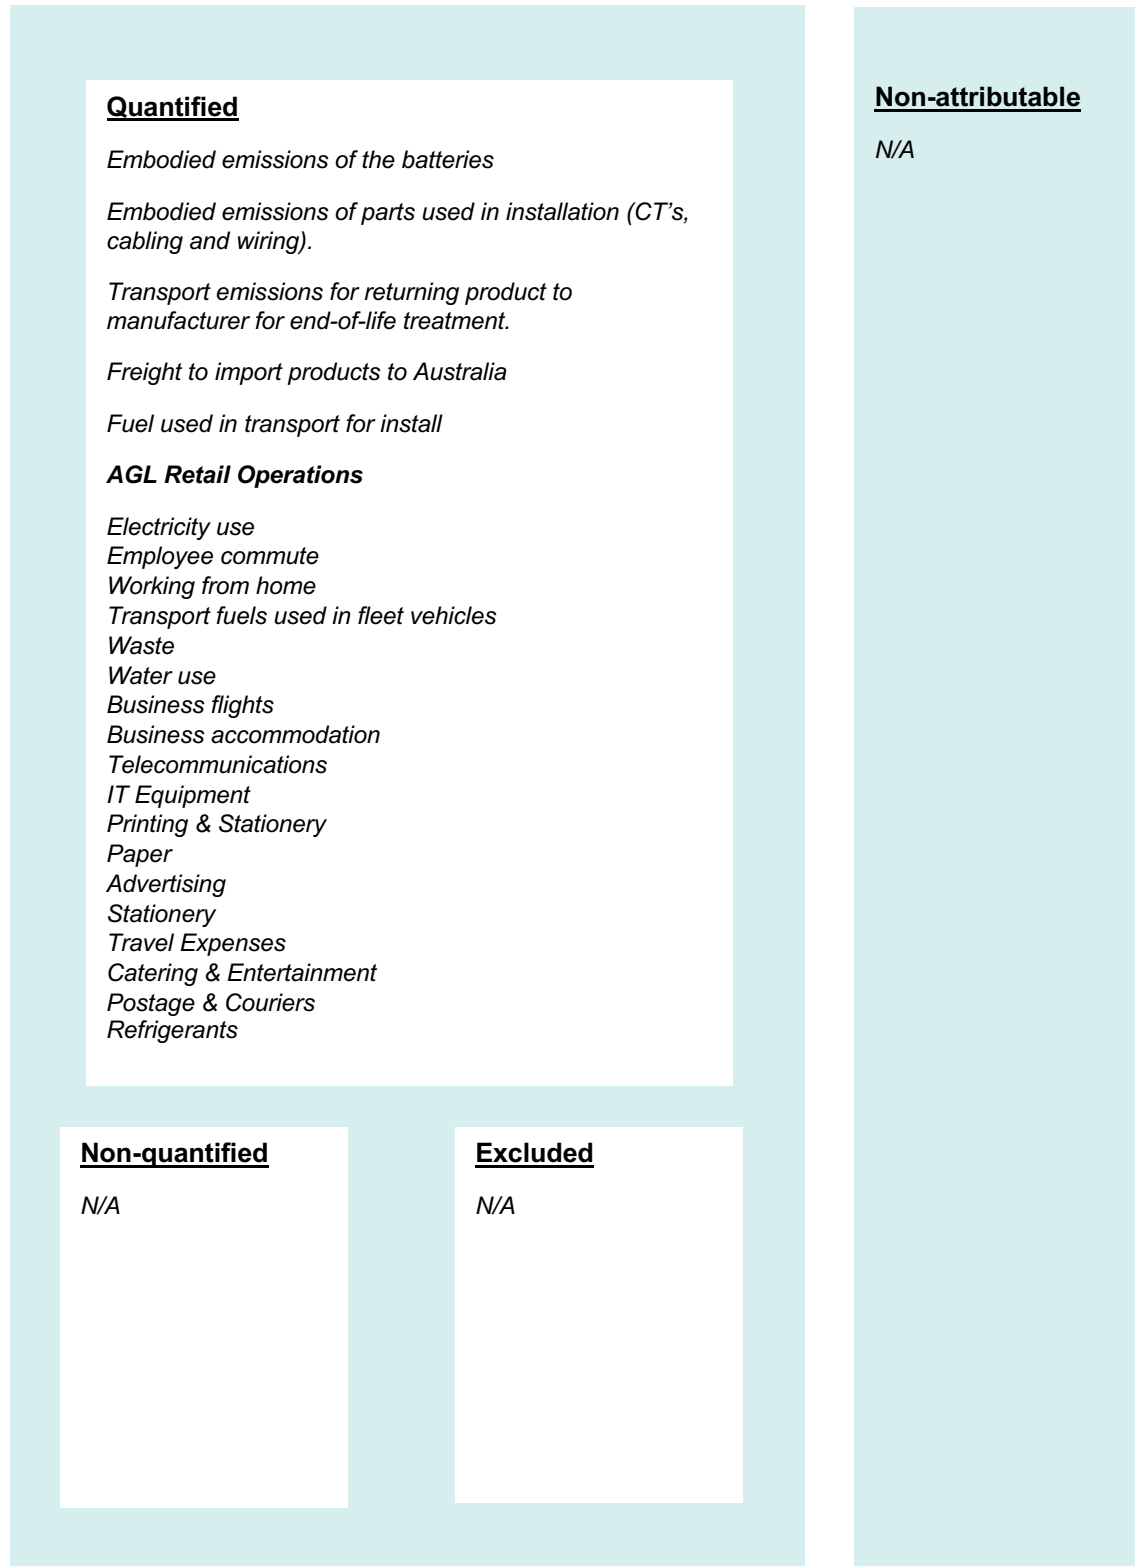 Quantified
Embodied emissions of the batteries
Embodied emissions of parts used in installation (CT’s,
cabling and wiring).
Transport emissions for returning product to
manufacturer for end-of-life treatment.
Freight to import products to Australia
Fuel used in transport for install
AGL Retail Operations
Electricity use
Employee commute
Working from home
Transport fuels used in fleet vehicles
Waste
Water use
Business flights
Business accommodation
Telecommunications
IT Equipment
Printing & Stationery
Paper
Advertising
Stationery
Travel Expenses
Catering & Entertainment
Postage & Couriers
Refrigerants
Non-quantified
N/A
Excluded
N/A
Non-attributable
N/A